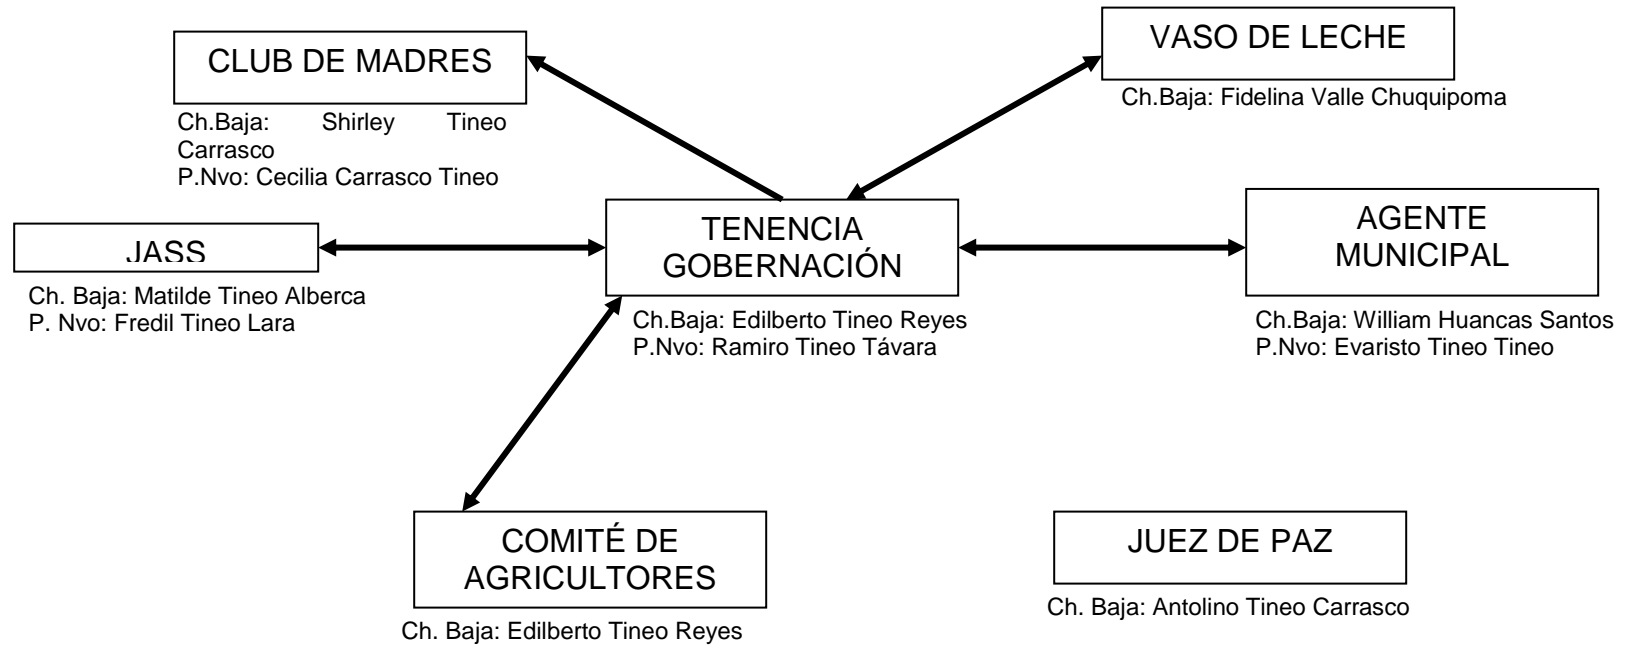 CLUB DE MADRES
Ch.Baja: Shirley Tineo
Carrasco
P.Nvo: Cecilia Carrasco Tineo
VASO DE LECHE
Ch.Baja: Fidelina Valle Chuquipoma
JASS
Ch. Baja: Matilde Tineo Alberca
P. Nvo: Fredil Tineo Lara
TENENCIA
GOBERNACIÓN
Ch.Baja: Edilberto Tineo Reyes
P.Nvo: Ramiro Tineo Távara
AGENTE
MUNICIPAL
Ch.Baja: William Huancas Santos
P.Nvo: Evaristo Tineo Tineo
COMITÉ DE
AGRICULTORES
Ch. Baja: Edilberto Tineo Reyes
JUEZ DE PAZ
Ch. Baja: Antolino Tineo Carrasco